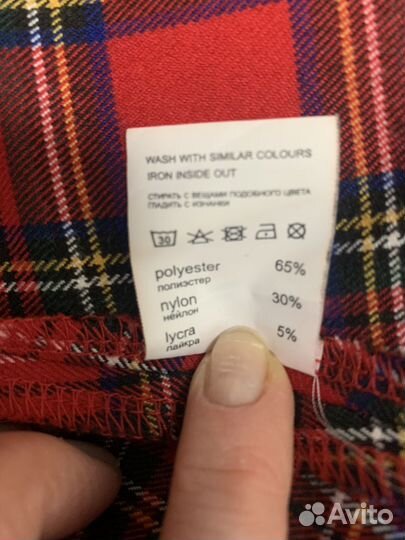 WASH WITH SIMILAR COLOURS
IRON INSIDE OUT
СТИРАТЬ С ВЕЩАМИ ПОДОБНОГО ЦВЕТА
ГЛАДИТЬ С ИЗНАНКИ
30
polyester 65%
полиэстер
nylon 30%
нейлон
lycra 5%
лайкра
Avito